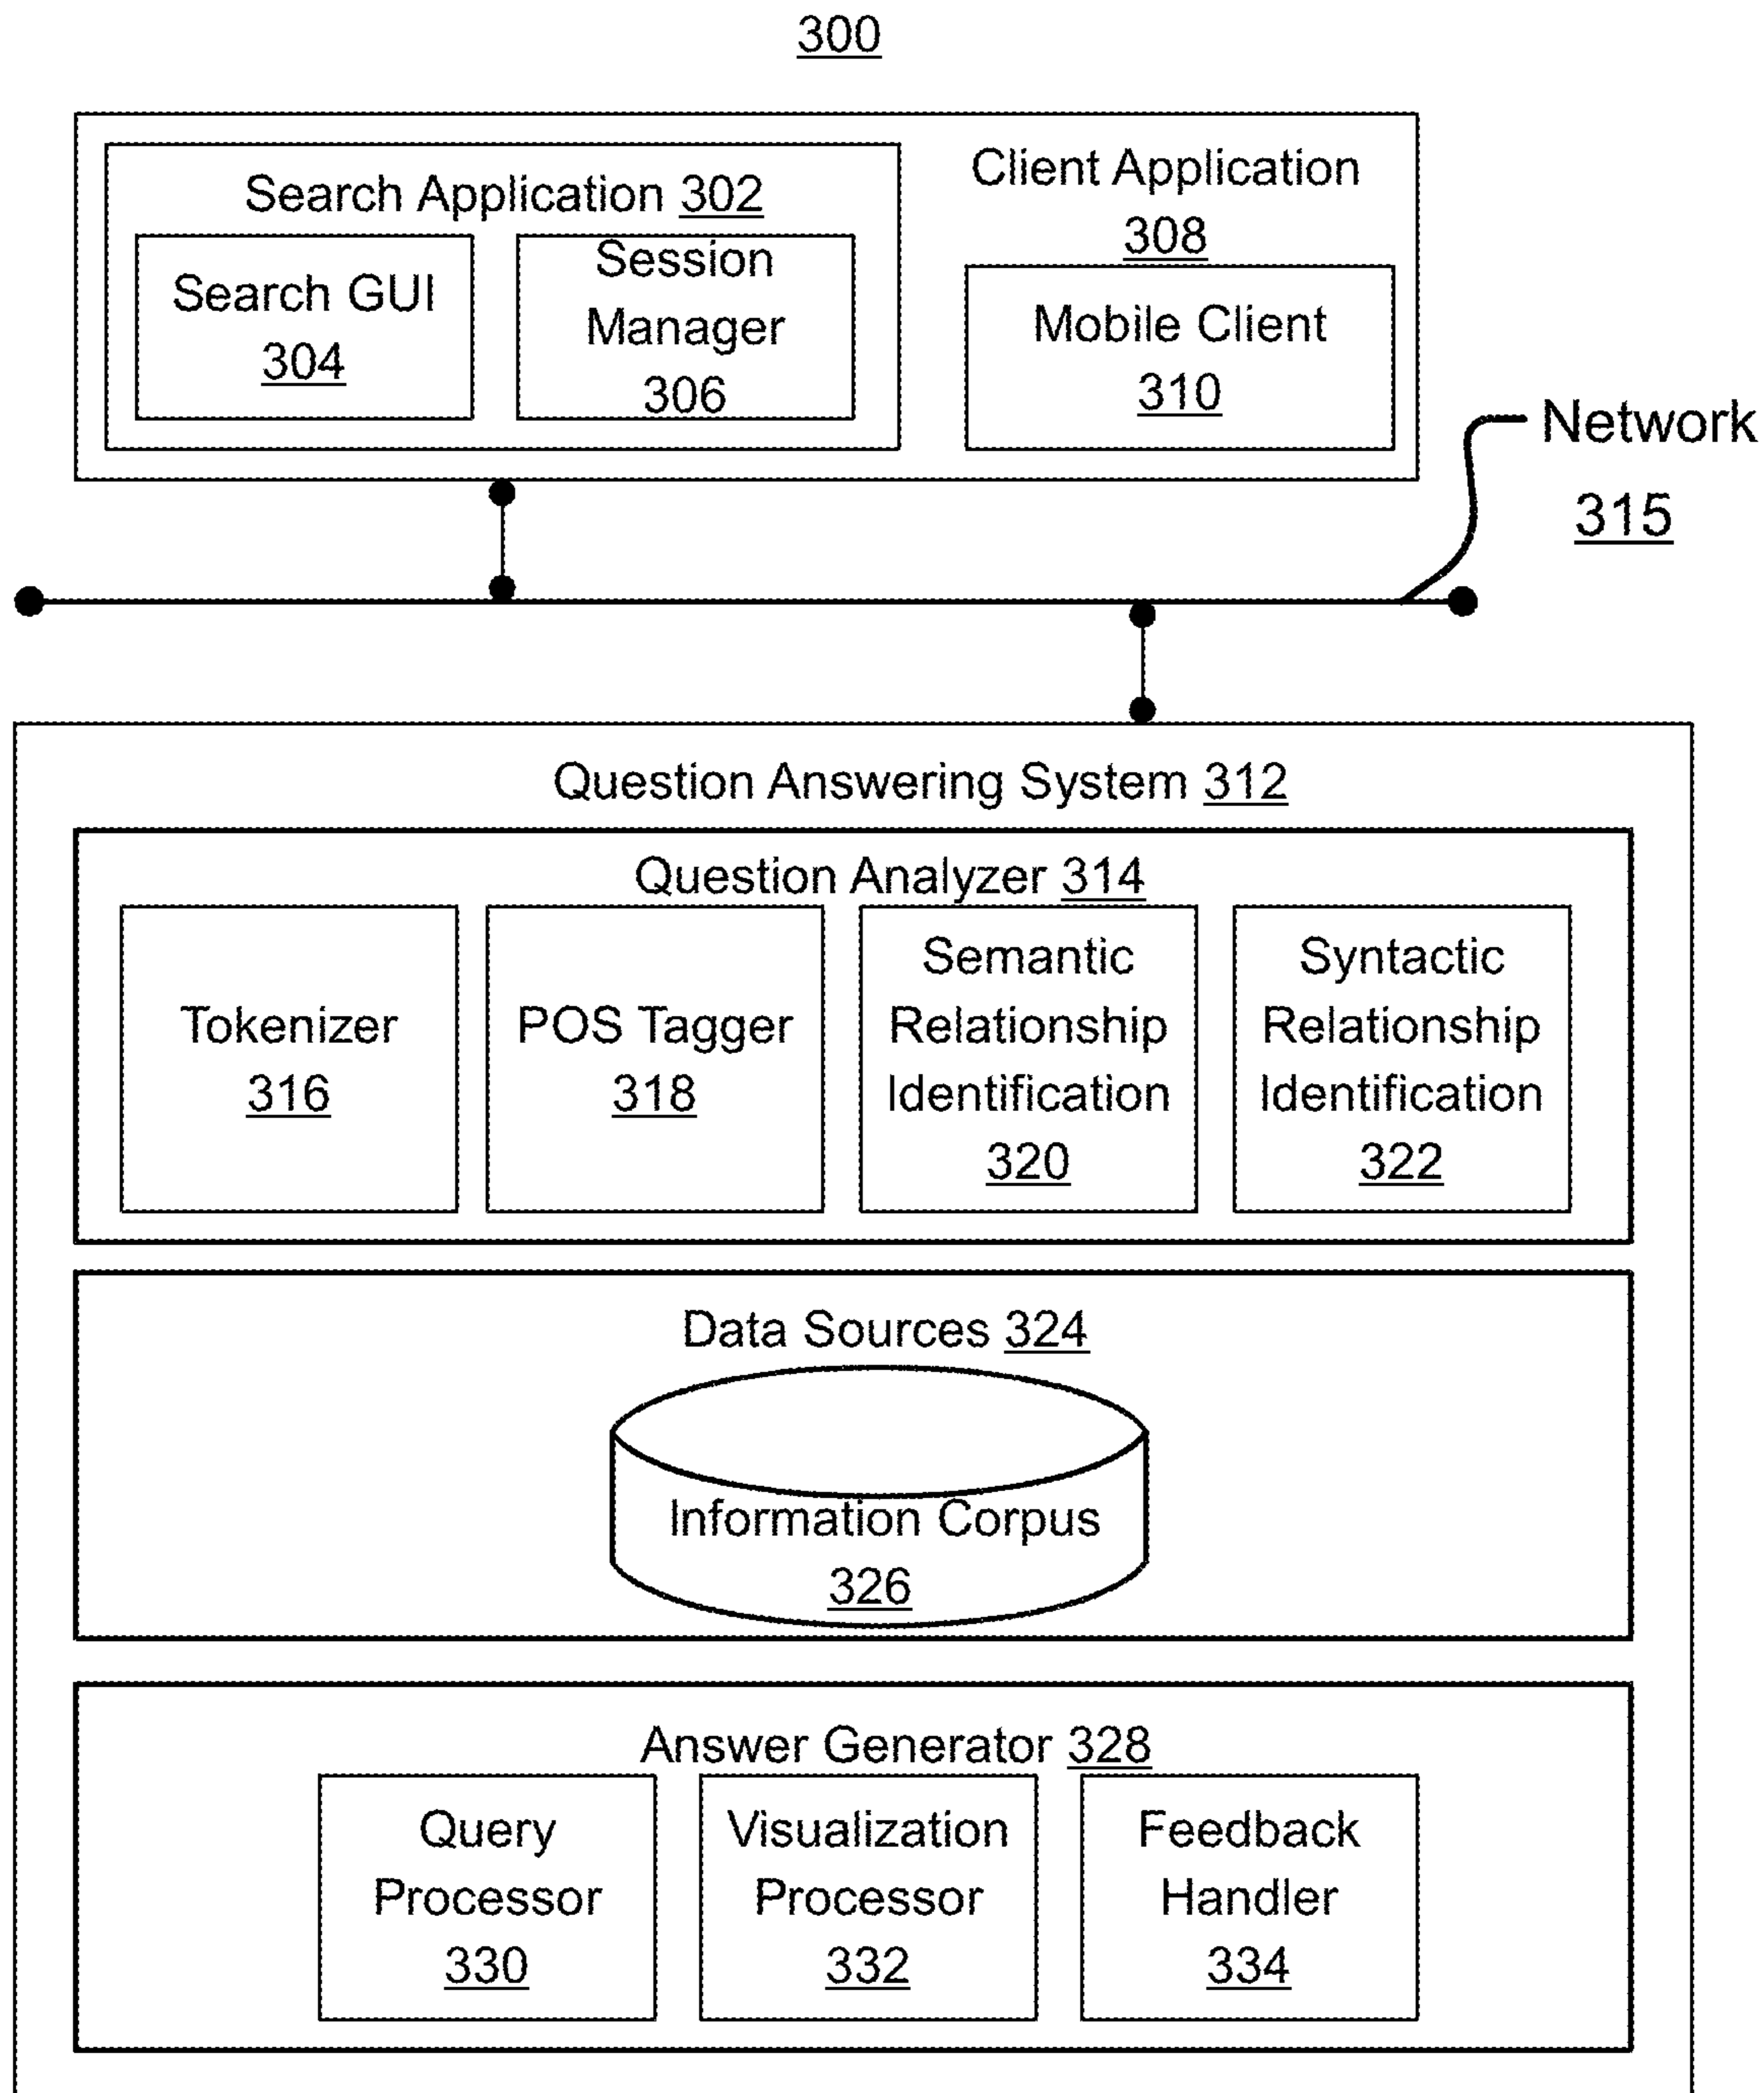 300
Search Application 302
Search GUI
304
Session
Manager
306
Client Application
308
Mobile Client
310
Network
315
Question Answering System 312
Question Analyzer 314
Tokenizer
316
POS Tagger
318
Semantic
Relationship
Identification
320
Syntactic
Relationship
Identification
322
Data Sources 324
Information Corpus
326
Answer Generator 328
Query
Processor
330
Visualization
Processor
332
Feedback
Handler
334